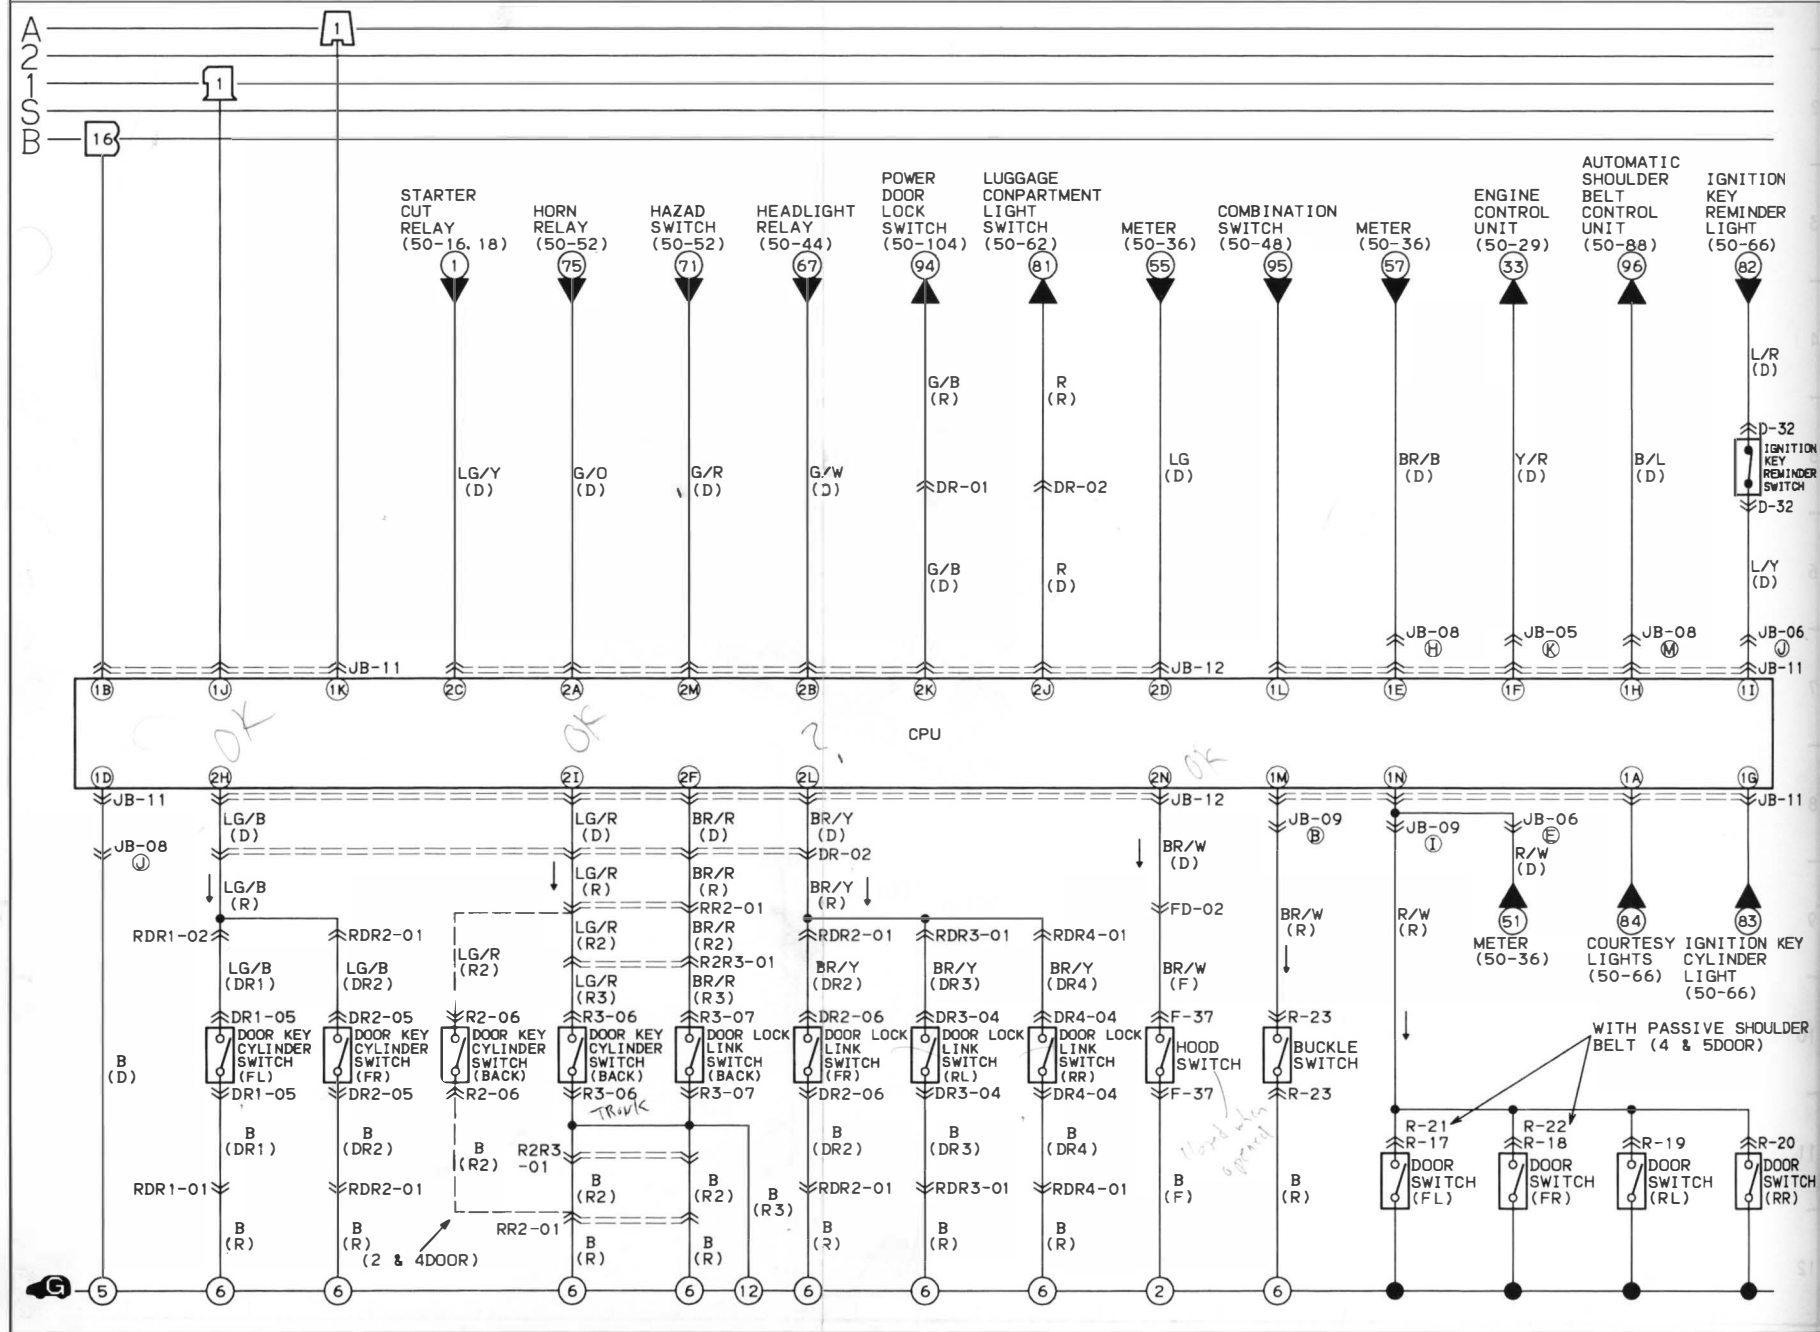 A
1
2
1
1
S
B
16
STARTER
CUT
RELAY
(50-16, 18)
1
HORN
RELAY
(50-52)
75
HAZAD
SWITCH
(50-52)
71
HEADLIGHT
RELAY
(50-44)
67
POWER
DOOR
LOCK
SWITCH
(50-104)
94
LUGGAGE
CONPARTMENT
LIGHT
SWITCH
(50-62)
81
METER
(50-36)
55
COMBINATION
SWITCH
(50-48)
95
METER
(50-36)
57
ENGINE
CONTROL
UNIT
(50-29)
33
AUTOMATIC
SHOULDER
BELT
CONTROL
UNIT
(50-88)
96
IGNITION
KEY
REMINDER
LIGHT
(50-66)
82
LG/Y
(D)
G/O
(D)
G/R
(D)
G/W
(D)
G/B
(R)
DR-01
G/B
(D)
R
(R)
DR-02
R
(D)
LG
(D)
BR/B
(D)
Y/R
(D)
B/L
(D)
L/R
(D)
D-32
IGNITION
KEY
REMINDER
SWITCH
D-32
L/Y
(D)
JB-08
H
JB-05
K
JB-08
M
JB-06
J
JB-11
JB-12
JB-11
1B 1J 1K 2C 2A 2M 2B 2K 2J 2D 1L 1E 1F 1H 1I
OK
OK
?
CPU
OK
1D 2H 2I 2F 2L 2N 1M 1N 1A 1G
JB-11
JB-12
JB-11
JB-08
J
B
(D)
LG/B
(D)
LG/B
(R)
RDR1-02
LG/B
(DR1)
DR1-05
DOOR KEY
CYLINDER
SWITCH
(FL)
DR1-05
B
(DR1)
RDR1-01
B
(R)
RDR2-01
LG/B
(DR2)
DR2-05
DOOR KEY
CYLINDER
SWITCH
(FR)
DR2-05
B
(DR2)
RDR2-01
B
(R)
LG/R
(R2)
R2-06
DOOR KEY
CYLINDER
SWITCH
(BACK)
R2-06
B
(R2)
(2 & 4DOOR)
LG/R
(D)
LG/R
(R)
LG/R
(R2)
LG/R
(R3)
R3-06
DOOR KEY
CYLINDER
SWITCH
(BACK)
R3-06
TRUNK
R2R3
-01
B
(R2)
RR2-01
B
(R)
BR/R
(D)
BR/R
(R)
RR2-01
BR/R
(R2)
R2R3-01
BR/R
(R3)
R3-07
DOOR LOCK
LINK
SWITCH
(BACK)
R3-07
B
(R2)
B
(R)
B
(R3)
BR/Y
(D)
DR-02
BR/Y
(R)
RDR2-01
BR/Y
(DR2)
DR2-06
DOOR LOCK
LINK
SWITCH
(FR)
DR2-06
B
(DR2)
RDR2-01
B
(R)
RDR3-01
BR/Y
(DR3)
DR3-04
DOOR LOCK
LINK
SWITCH
(RL)
DR3-04
B
(DR3)
RDR3-01
B
(R)
RDR4-01
BR/Y
(DR4)
DR4-04
DOOR LOCK
LINK
SWITCH
(RR)
DR4-04
B
(DR4)
RDR4-01
B
(R)
BR/W
(D)
FD-02
BR/W
(F)
F-37
HOOD
SWITCH
F-37
closed when
opened
B
(F)
JB-09
B
BR/W
(R)
R-23
BUCKLE
SWITCH
R-23
B
(R)
JB-09
I
R/W
(R)
JB-06
E
R/W
(D)
51
METER
(50-36)
84
COURTESY
LIGHTS
(50-66)
83
IGNITION KEY
CYLINDER
LIGHT
(50-66)
WITH PASSIVE SHOULDER
BELT (4 & 5DOOR)
R-21
R-17
DOOR
SWITCH
(FL)
R-22
R-18
DOOR
SWITCH
(FR)
R-19
DOOR
SWITCH
(RL)
R-20
DOOR
SWITCH
(RR)
G 5 6 6 6 6 12 6 6 6 2 6